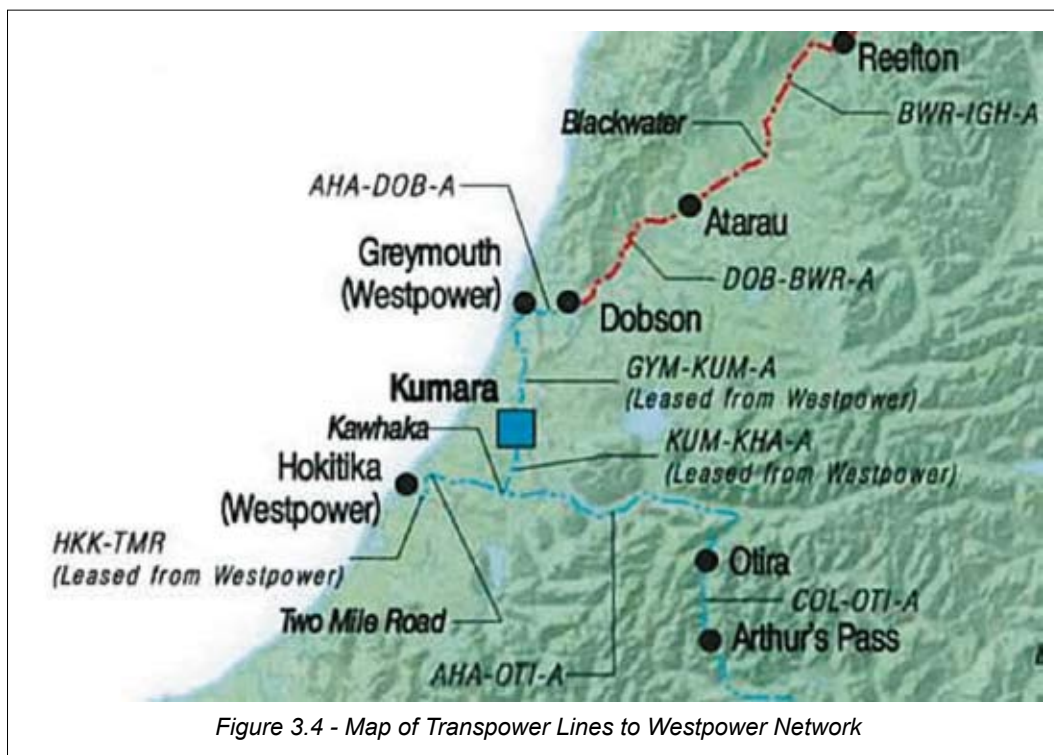 Reefton
BWR-IGH-A
Blackwater
AHA-DOB-A
Atarau
Greymouth
(Westpower)
DOB-BWR-A
Dobson
GYM-KUM-A
(Leased from Westpower)
Kumara
Kawhaka
KUM-KHA-A
(Leased from Westpower)
Hokitika
(Westpower)
HKK-TMR
(Leased from Westpower)
Otira
COL-OTI-A
Two Mile Road
Arthur's Pass
AHA-OTI-A
Figure 3.4 - Map of Transpower Lines to Westpower Network